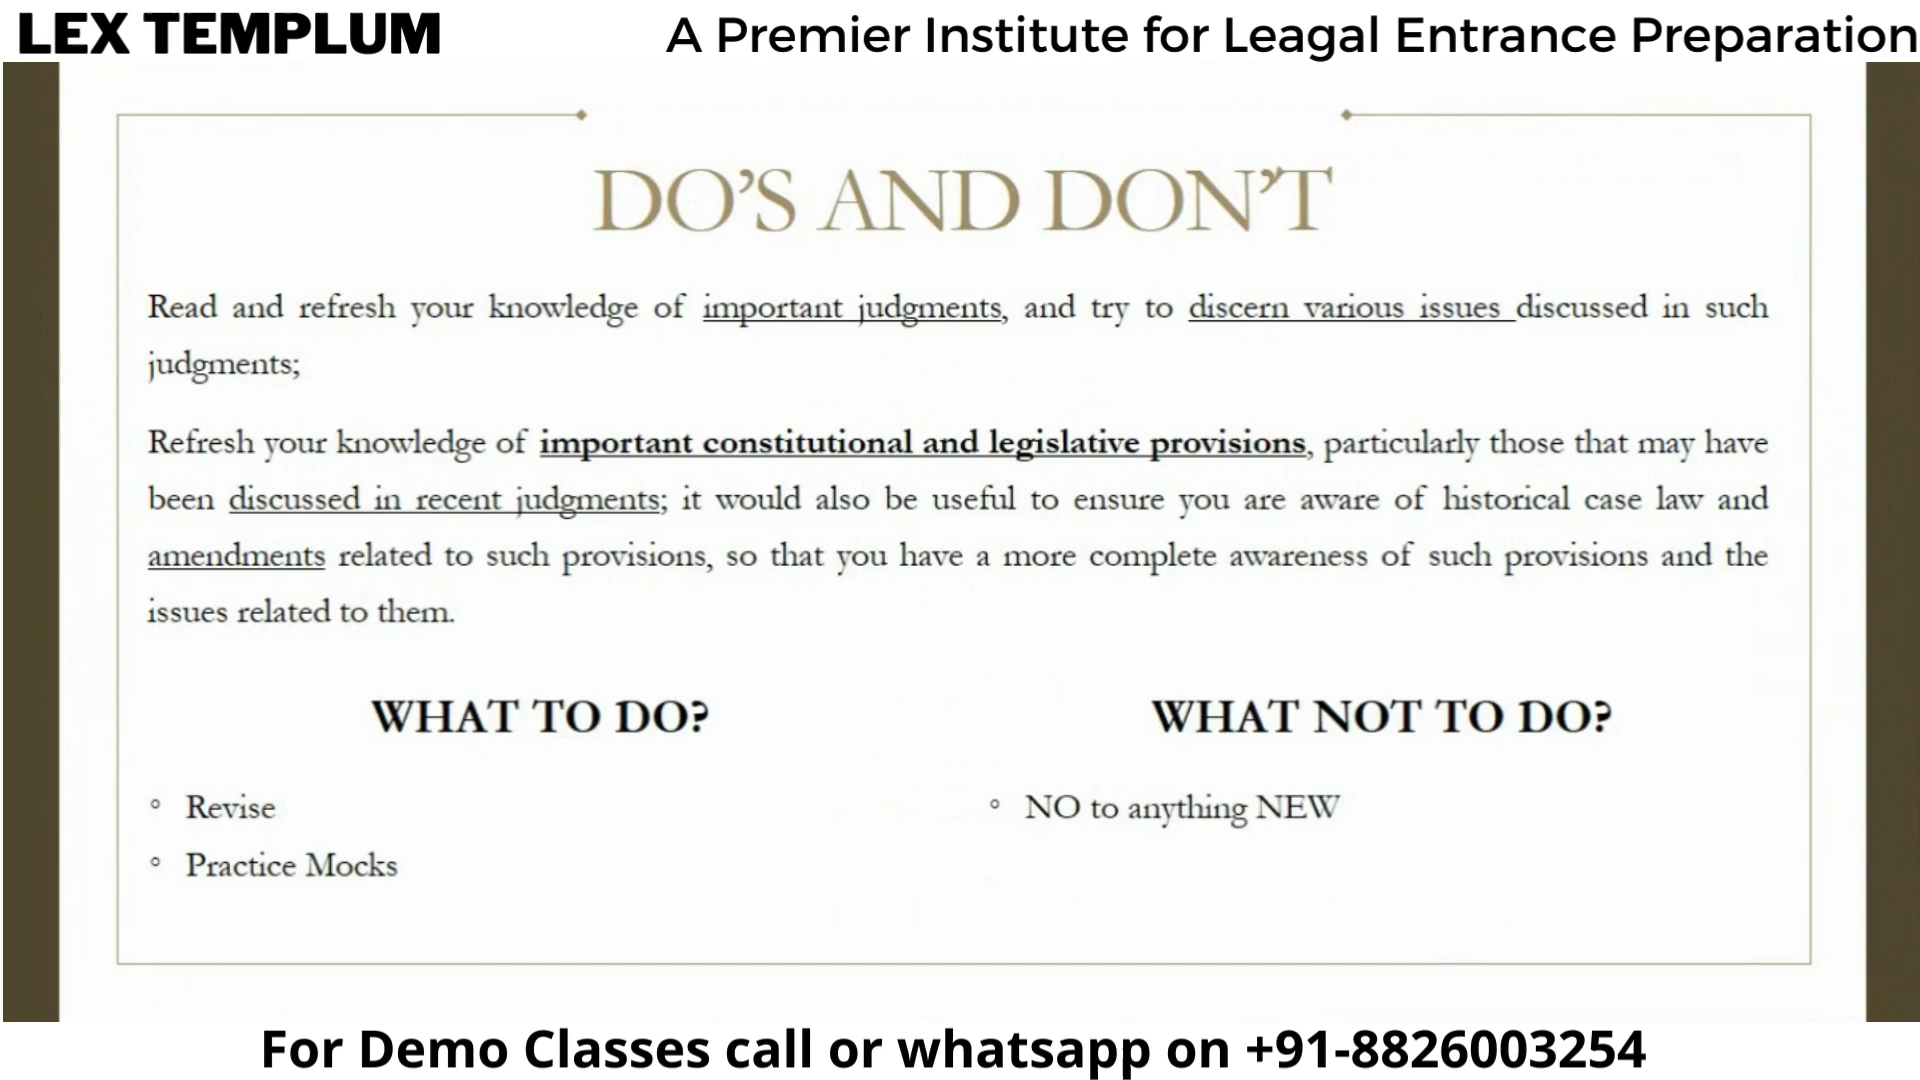 LEX TEMPLUM
A Premier Institute for Leagal Entrance Preparation
DO’S AND DON’T
Read and refresh your knowledge of important judgments, and try to discern various issues discussed in such
judgments;
Refresh your knowledge of important constitutional and legislative provisions, particularly those that may have
been discussed in recent judgments; it would also be useful to ensure you are aware of historical case law and
amendments related to such provisions, so that you have a more complete awareness of such provisions and the
issues related to them.
WHAT TO DO?
◦ Revise
◦ Practice Mocks
WHAT NOT TO DO?
◦ NO to anything NEW
For Demo Classes call or whatsapp on +91-8826003254